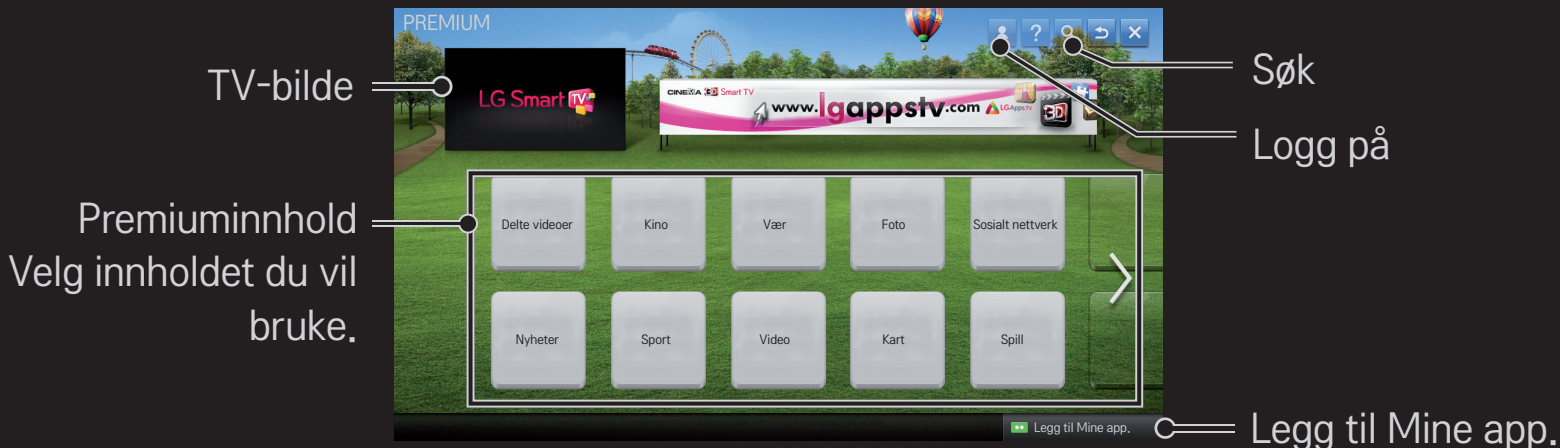 PREMIUM
TV-bilde
LG Smart TV
CINEMA 3D Smart TV
www.lgappstv.com
LG Apps TV
3D
?
Søk
Logg på
Premiuminnhold
Velg innholdet du vil
bruke.
Delte videoer
Kino
Vær
Foto
Sosialt nettverk
Nyheter
Sport
Video
Kart
Spill
Legg til Mine app.
Legg til Mine app.